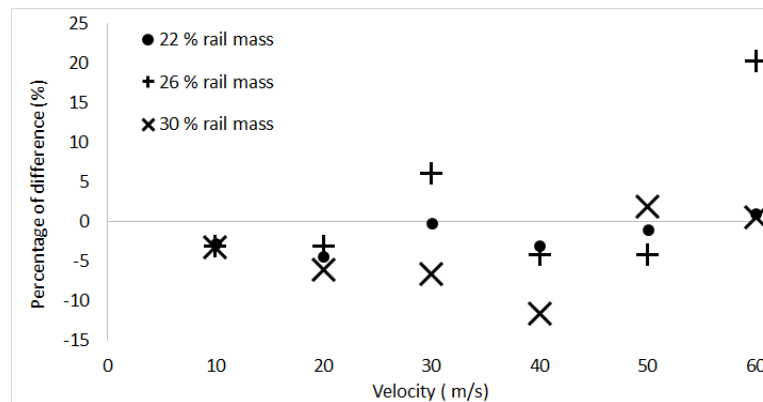 25
20
15
10
5
0
-5
-10
-15
Percentage of difference (%)
22 % rail mass
26 % rail mass
30 % rail mass
0 10 20 30 40 50 60
Velocity ( m/s)